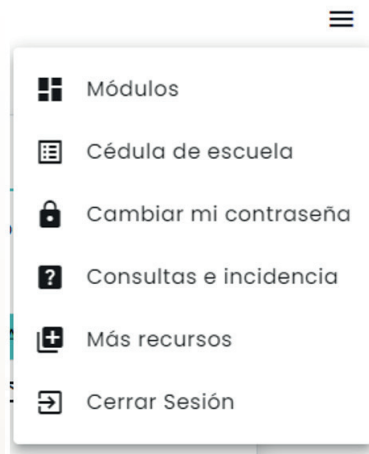 Módulos
Cédula de escuela
Cambiar mi contraseña
Consultas e incidencia
Más recursos
Cerrar Sesión